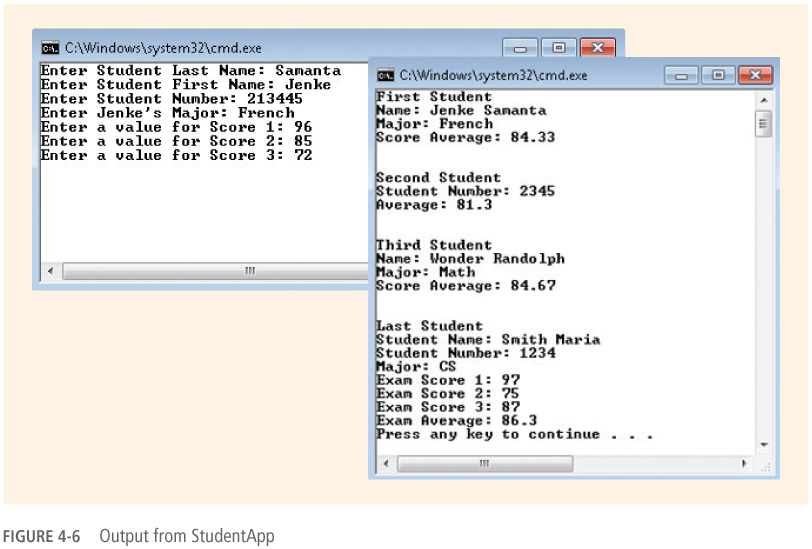 C:\Windows\system32\cmd.exe
Enter Student Last Name: Samanta
Enter Student First Name: Jenke
Enter Student Number: 213445
Enter Jenke's Major: French
Enter a value for Score 1: 96
Enter a value for Score 2: 85
Enter a value for Score 3: 72
C:\Windows\system32\cmd.exe
First Student
Name: Jenke Samanta
Major: French
Score Average: 84.33
Second Student
Student Number: 2345
Average: 81.3
Third Student
Name: Wonder Randolph
Major: Math
Score Average: 84.67
Last Student
Student Name: Smith Maria
Student Number: 1234
Major: CS
Exam Score 1: 97
Exam Score 2: 75
Exam Score 3: 87
Exam Average: 86.3
Press any key to continue . . .
FIGURE 4-6 Output from StudentApp